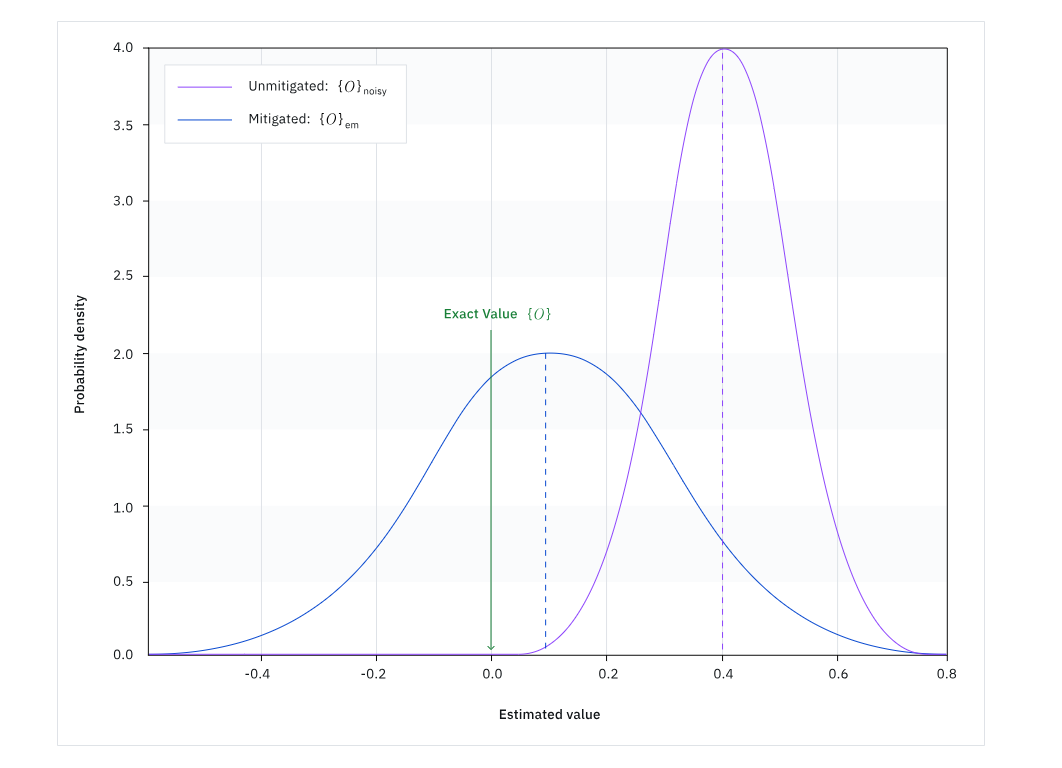 4.0
Unmitigated: {O}noisy
Mitigated: {O}em
3.5
3.0
2.5
Exact Value {O}
2.0
1.5
1.0
0.5
0.0
Probability density
-0.4 -0.2 0.0 0.2 0.4 0.6 0.8
Estimated value